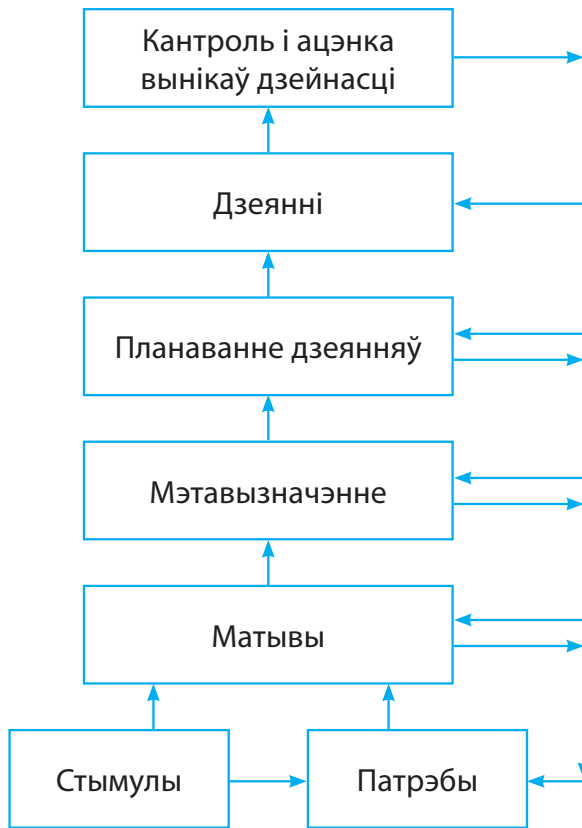 Кантроль і ацэнка
вынікаў дзейнасці
Дзеянні
Планаванне дзеянняў
Мэтавызначэнне
Матывы
Стымулы
Патрэбы